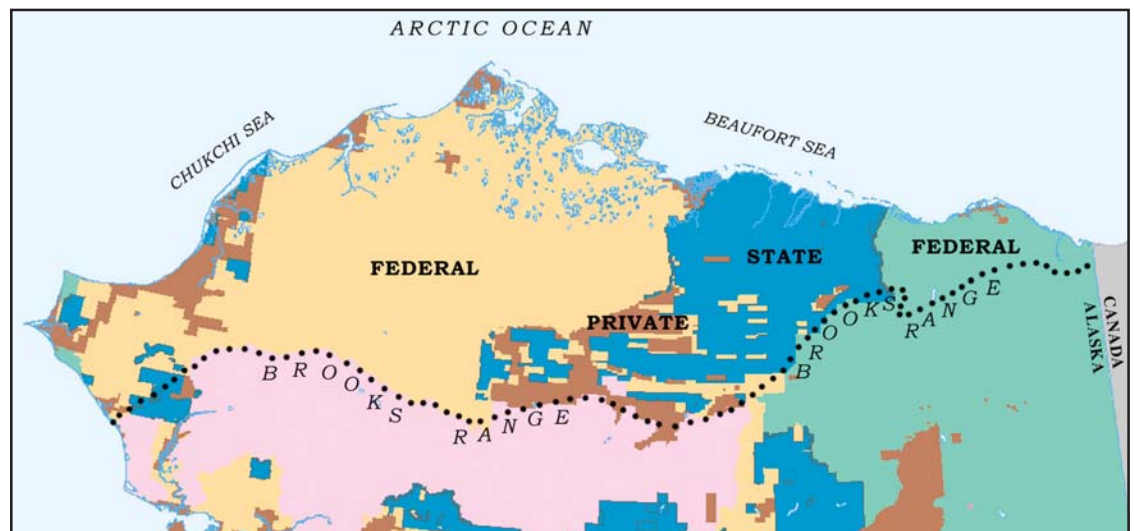 ARCTIC OCEAN
CHUKCHI SEA
BEAUFORT SEA
FEDERAL
STATE
FEDERAL
PRIVATE
BROOKS RANGE
BROOKS RANGE
CANADA
ALASKA